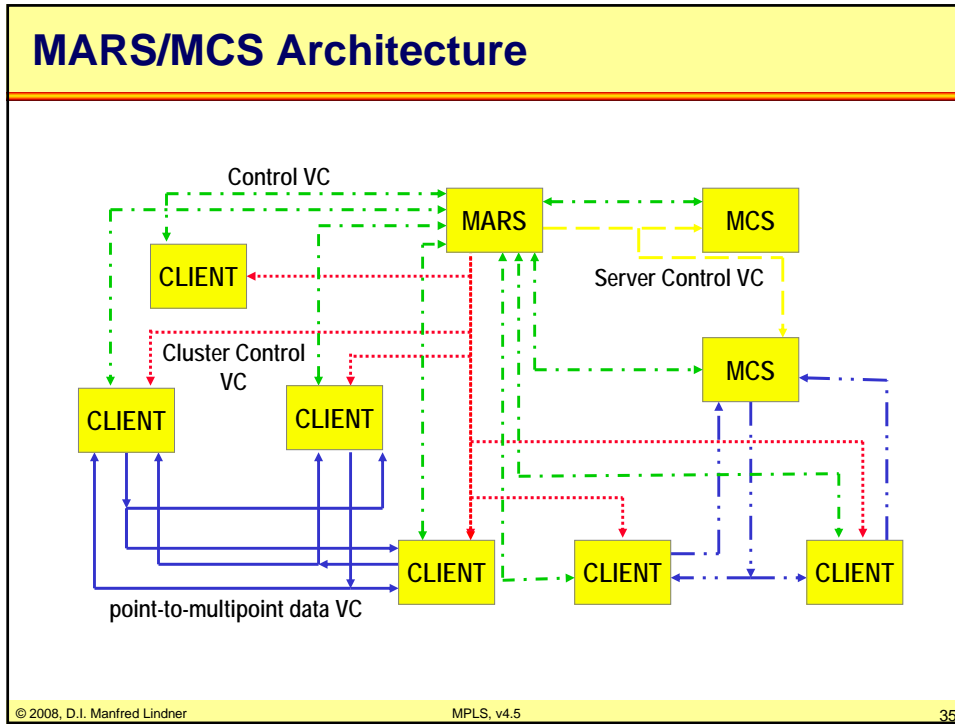 MARS/MCS Architecture
Control VC
MARS
MCS
CLIENT
Server Control VC
Cluster Control
VC
MCS
CLIENT
CLIENT
CLIENT
CLIENT
CLIENT
point-to-multipoint data VC
© 2008, D.I. Manfred Lindner
MPLS, v4.5
35